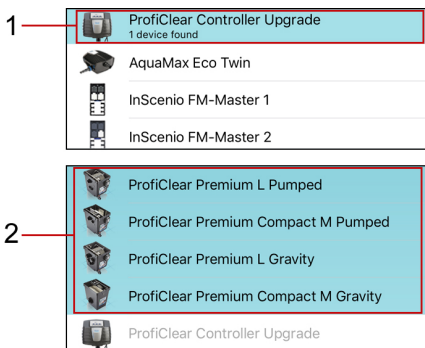 1
ProfiClear Controller Upgrade
1 device found
AquaMax Eco Twin
InScenio FM-Master 1
InScenio FM-Master 2
2
ProfiClear Premium L Pumped
ProfiClear Premium Compact M Pumped
ProfiClear Premium L Gravity
ProfiClear Premium Compact M Gravity
ProfiClear Controller Upgrade